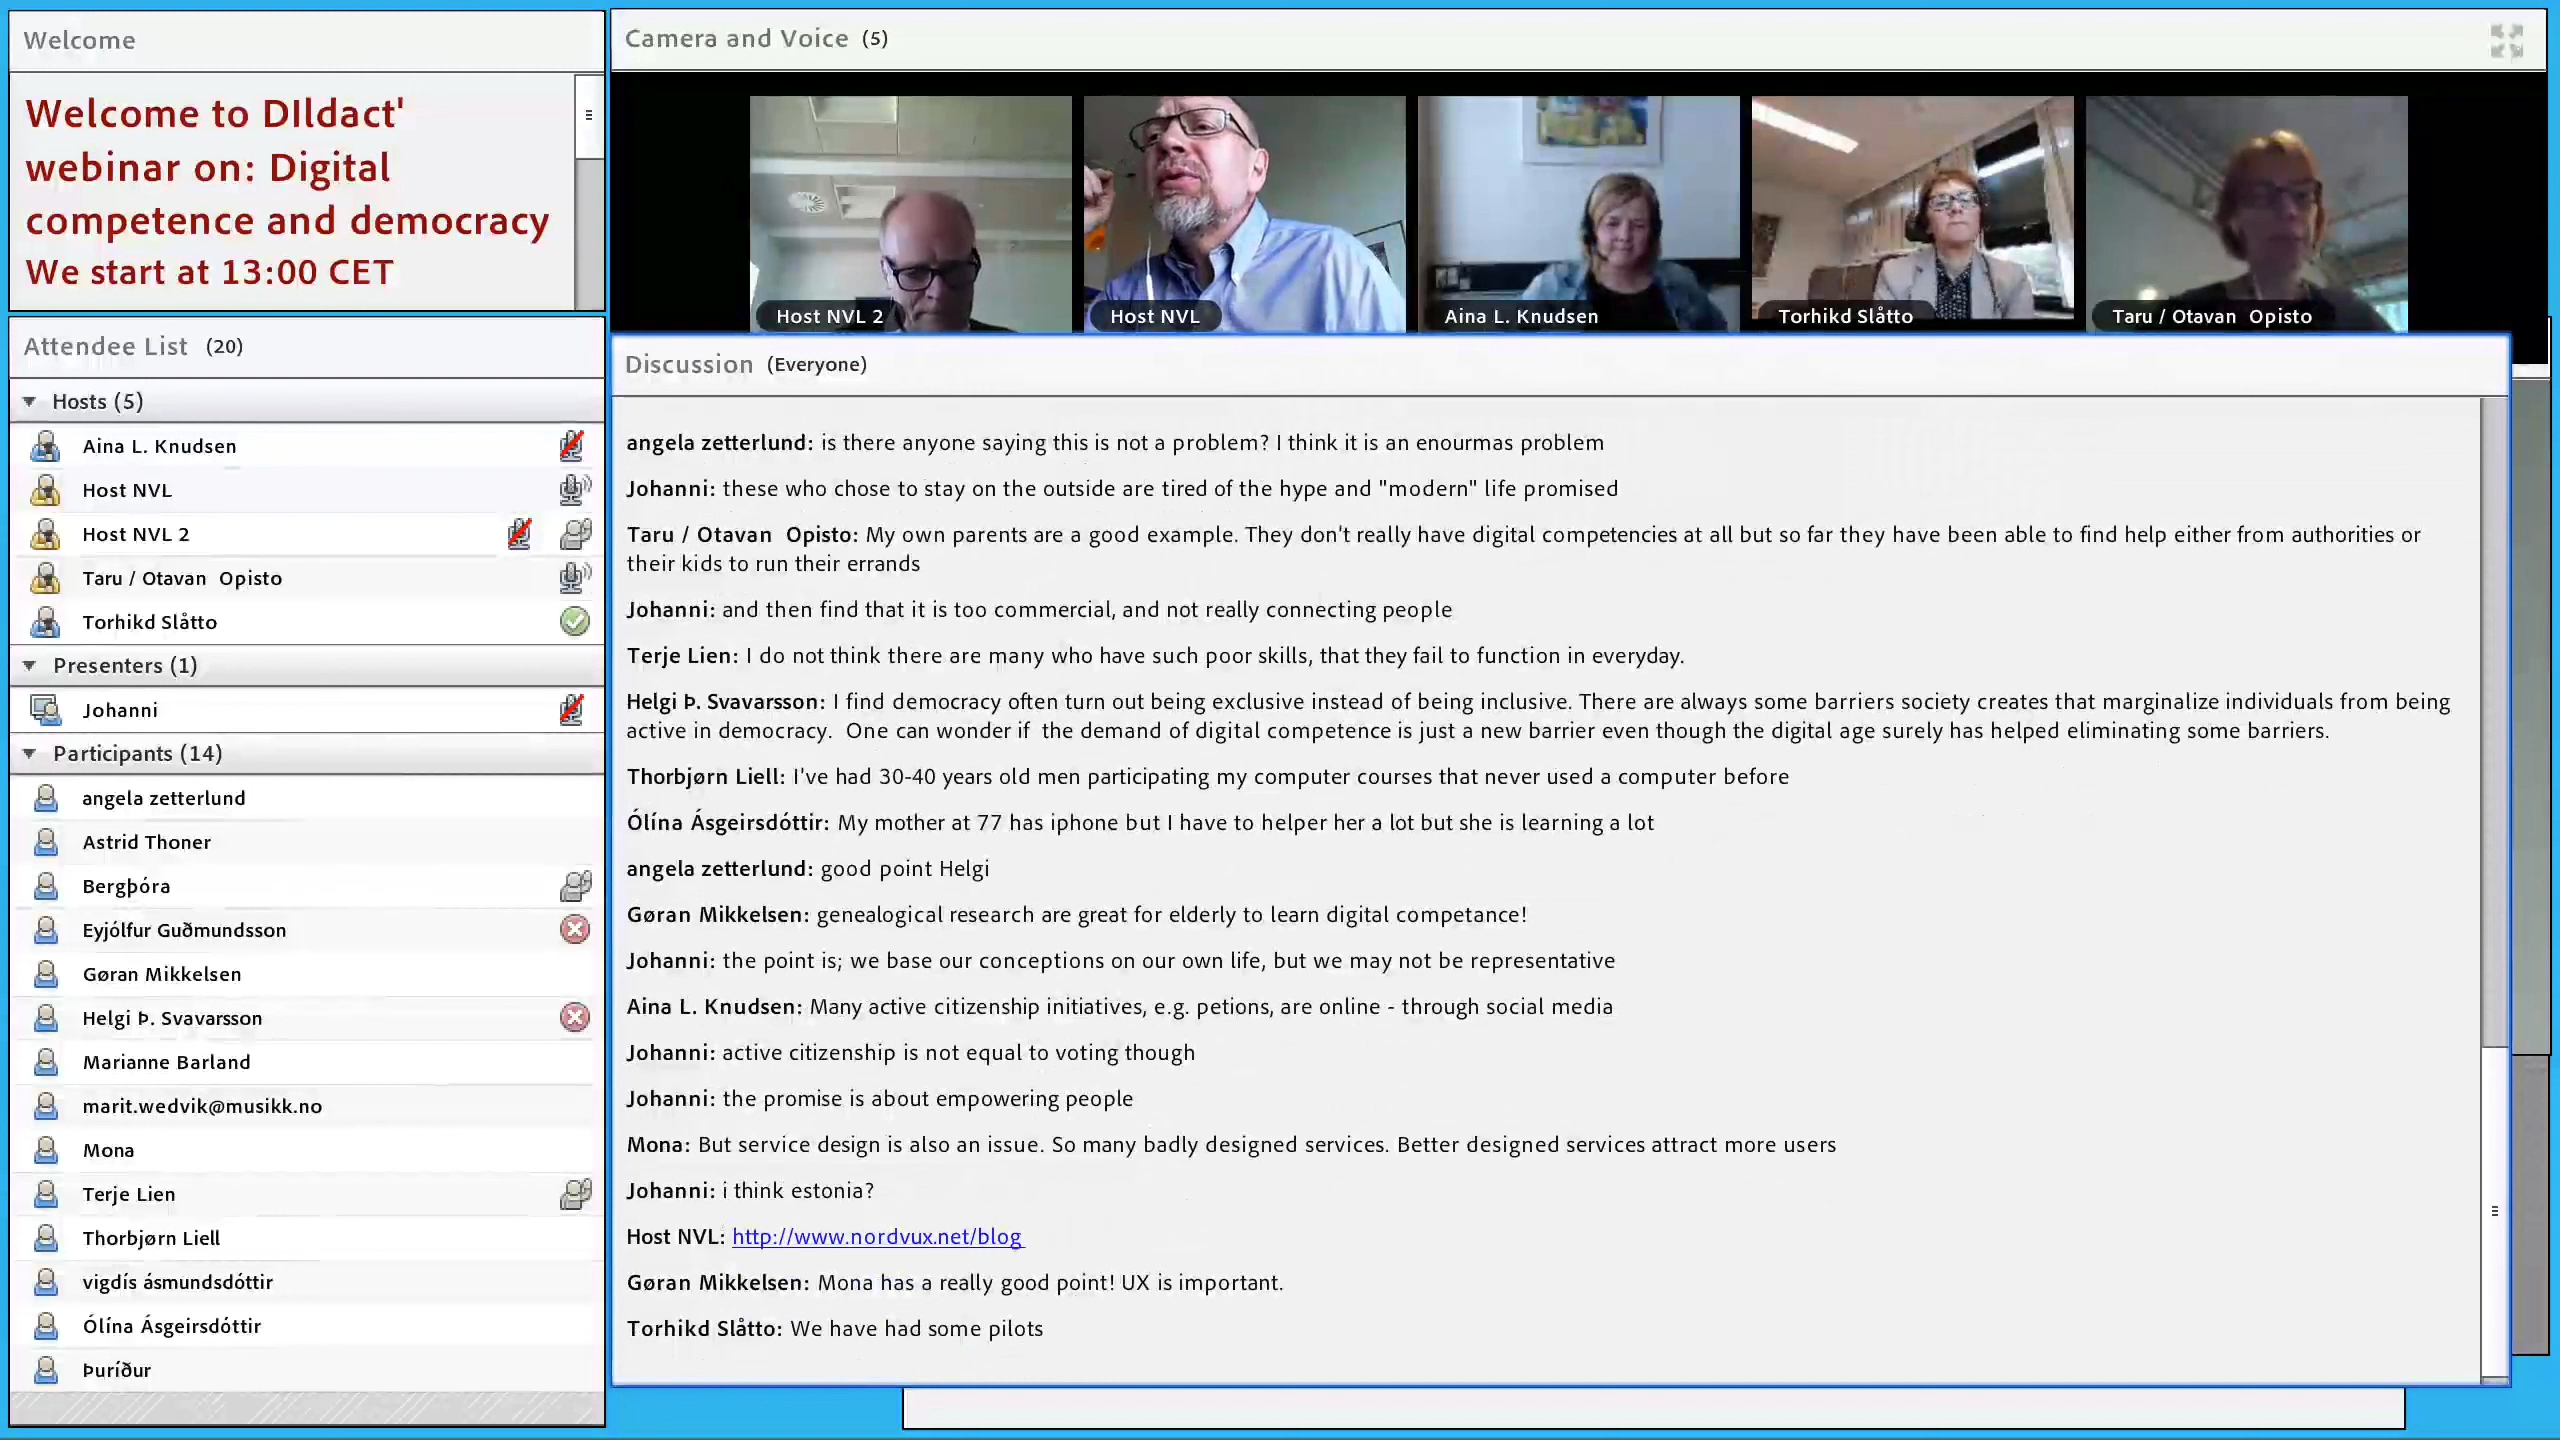 Welcome
Welcome to DIldact'
webinar on: Digital
competence and democracy
We start at 13:00 CET
Attendee List (20)
Hosts (5)
Aina L. Knudsen
Host NVL
Host NVL 2
Taru / Otavan Opisto
Torhikd Slåtto
Presenters (1)
Johanni
Participants (14)
angela zetterlund
Astrid Thoner
Bergþóra
Eyjólfur Guðmundsson
Gøran Mikkelsen
Helgi Þ. Svavarsson
Marianne Barland
marit.wedvik@musikk.no
Mona
Terje Lien
Thorbjørn Liell
vigdís ásmundsdóttir
Ólína Ásgeirsdóttir
Þuríður
Camera and Voice (5)
Host NVL 2
Host NVL
Aina L. Knudsen
Torhikd Slåtto
Taru / Otavan Opisto
Discussion (Everyone)
angela zetterlund: is there anyone saying this is not a problem? I think it is an enourmas problem
Johanni: these who chose to stay on the outside are tired of the hype and "modern" life promised
Taru / Otavan Opisto: My own parents are a good example. They don't really have digital competencies at all but so far they have been able to find help either from authorities or
their kids to run their errands
Johanni: and then find that it is too commercial, and not really connecting people
Terje Lien: I do not think there are many who have such poor skills, that they fail to function in everyday.
Helgi Þ. Svavarsson: I find democracy often turn out being exclusive instead of being inclusive. There are always some barriers society creates that marginalize individuals from being
active in democracy. One can wonder if the demand of digital competence is just a new barrier even though the digital age surely has helped eliminating some barriers.
Thorbjørn Liell: I've had 30-40 years old men participating my computer courses that never used a computer before
Ólína Ásgeirsdóttir: My mother at 77 has iphone but I have to helper her a lot but she is learning a lot
angela zetterlund: good point Helgi
Gøran Mikkelsen: genealogical research are great for elderly to learn digital competance!
Johanni: the point is; we base our conceptions on our own life, but we may not be representative
Aina L. Knudsen: Many active citizenship initiatives, e.g. petions, are online - through social media
Johanni: active citizenship is not equal to voting though
Johanni: the promise is about empowering people
Mona: But service design is also an issue. So many badly designed services. Better designed services attract more users
Johanni: i think estonia?
Host NVL: http://www.nordvux.net/blog
Gøran Mikkelsen: Mona has a really good point! UX is important.
Torhikd Slåtto: We have had some pilots